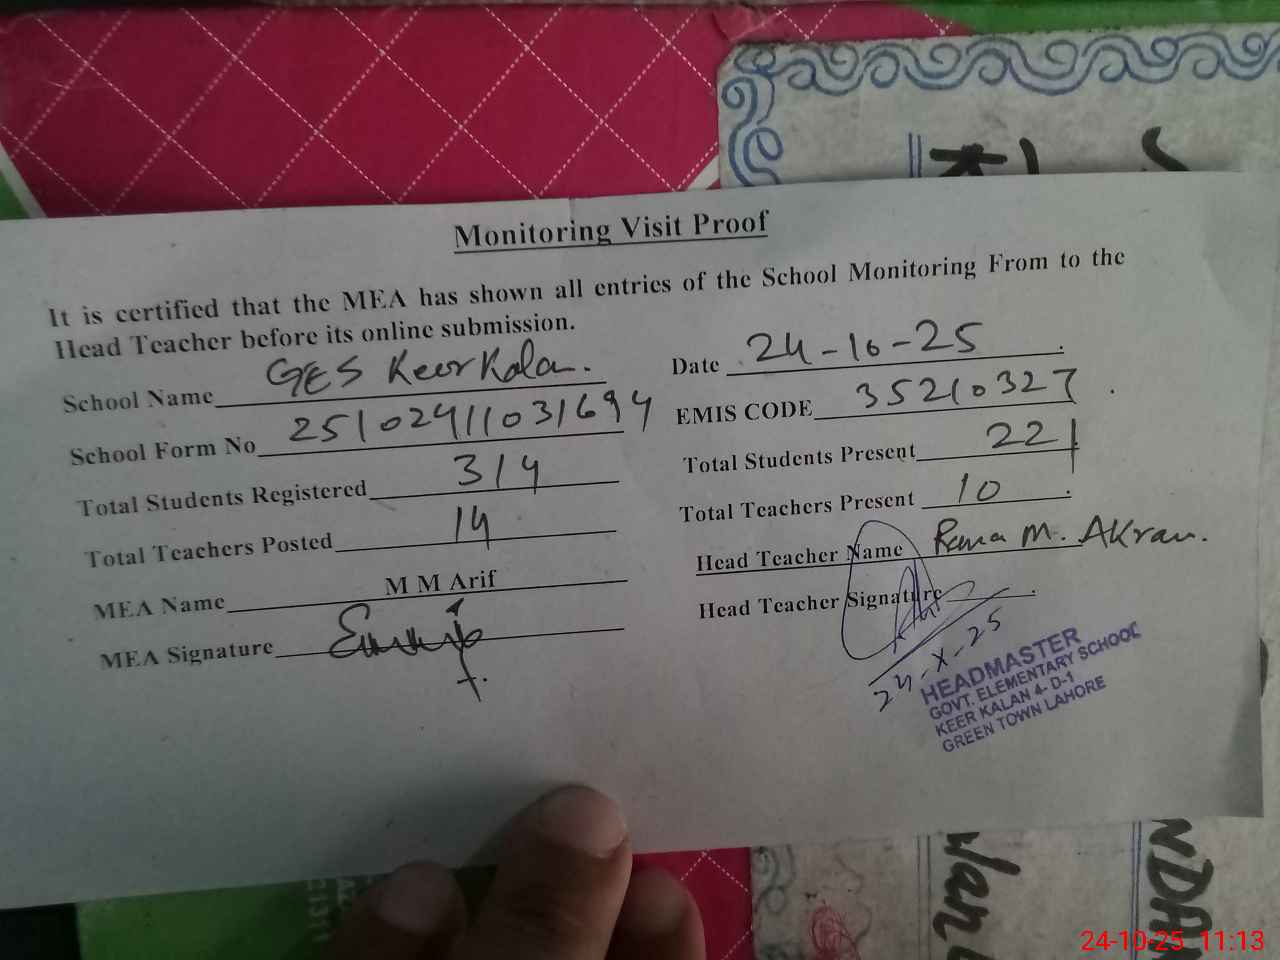 Monitoring Visit Proof
It is certified that the MEA has shown all entries of the School Monitoring From to the
Head Teacher before its online submission.
School Name GES Keer Kalan.
Date 24-10-25
School Form No 25102411031694
EMIS CODE 35210327
Total Students Registered 314
Total Students Present 221
Total Teachers Posted 14
Total Teachers Present 10
MEA Name M M Arif
Head Teacher Name Rana M. Akram.
MEA Signature
Head Teacher Signature
24-X-25
HEADMASTER
GOVT. ELEMENTARY SCHOOL
KEER KALAN 4- D-1
GREEN TOWN LAHORE
24-10-25 11:13